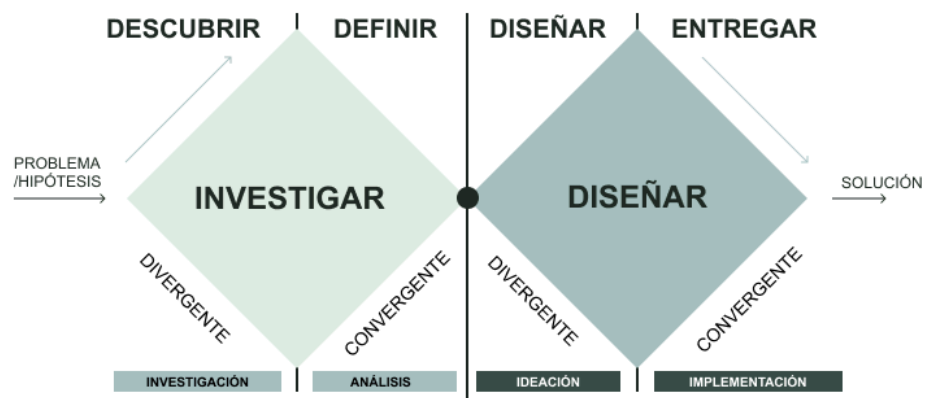 DESCUBRIR
DEFINIR
DISEÑAR
ENTREGAR
PROBLEMA
/HIPÓTESIS
INVESTIGAR
DISEÑAR
SOLUCIÓN
DIVERGENTE
CONVERGENTE
DIVERGENTE
CONVERGENTE
INVESTIGACIÓN
ANÁLISIS
IDEACIÓN
IMPLEMENTACIÓN